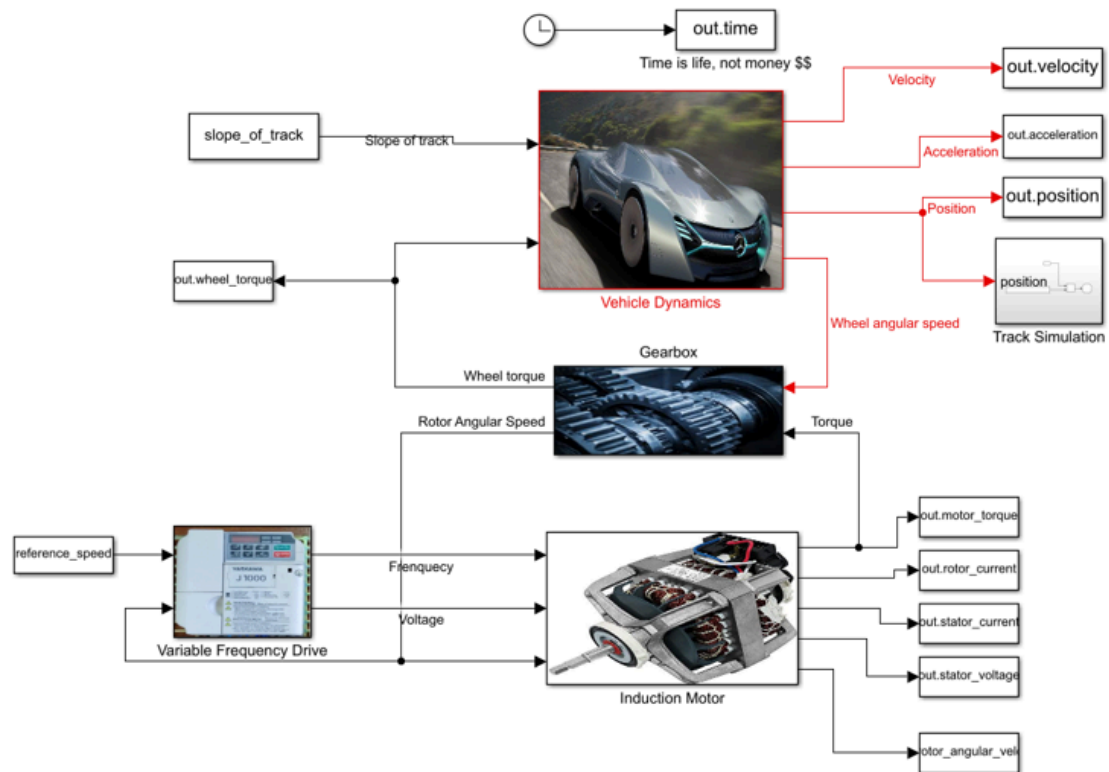 out.time
Time is life, not money $$
out.velocity
Velocity
slope_of_track
Slope of track
out.acceleration
Acceleration
out.position
Position
out.wheel_torque
position
Vehicle Dynamics
Wheel angular speed
Track Simulation
Gearbox
Wheel torque
Rotor Angular Speed
Torque
out.motor_torque
reference_speed
YASKAWA
J1000
Frenquecy
out.rotor_current
Voltage
out.stator_current
Variable Frequency Drive
out.stator_voltage
Induction Motor
otor_angular_velo